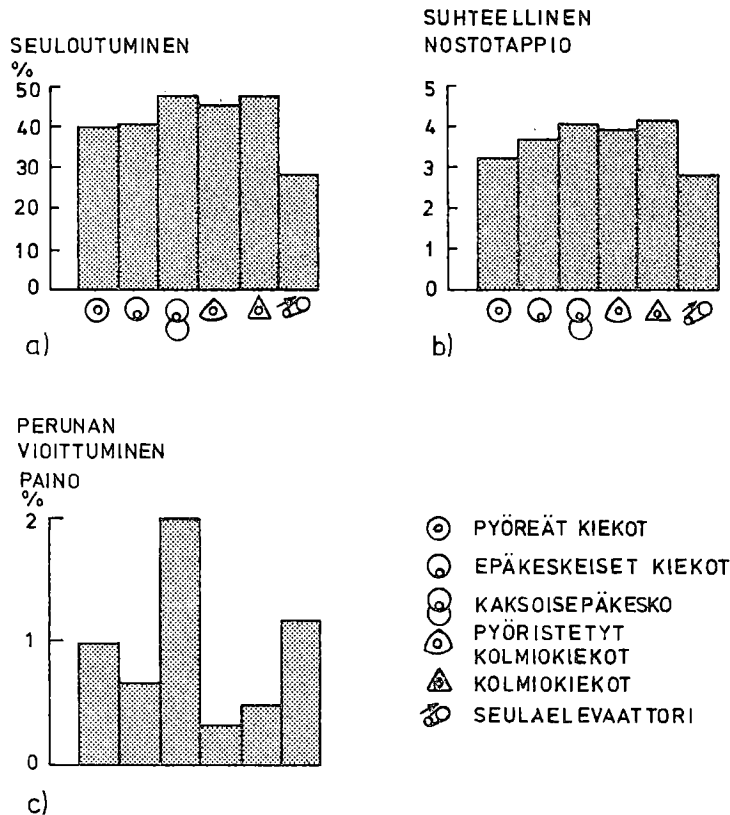 SEULOUTUMINEN
%
50
40
30
20
10
0
a)
SUHTEELLINEN
NOSTOTAPPIO
5
4
3
2
1
0
b)
PERUNAN
VIOITTUMINEN
PAINO
%
2
1
0
c)
PYÖREÄT KIEKOT
EPÄKESKEISET KIEKOT
KAKSOISEPÄKESKO
PYÖRISTETYT
KOLMIOKIEKOT
KOLMIOKIEKOT
SEULAELEVAATTORI